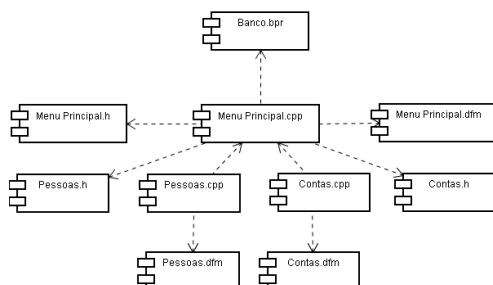 Banco.bpr
Menu Principal.h
Menu Principal.cpp
Menu Principal.dfm
Pessoas.h
Pessoas.cpp
Contas.cpp
Contas.h
Pessoas.dfm
Contas.dfm